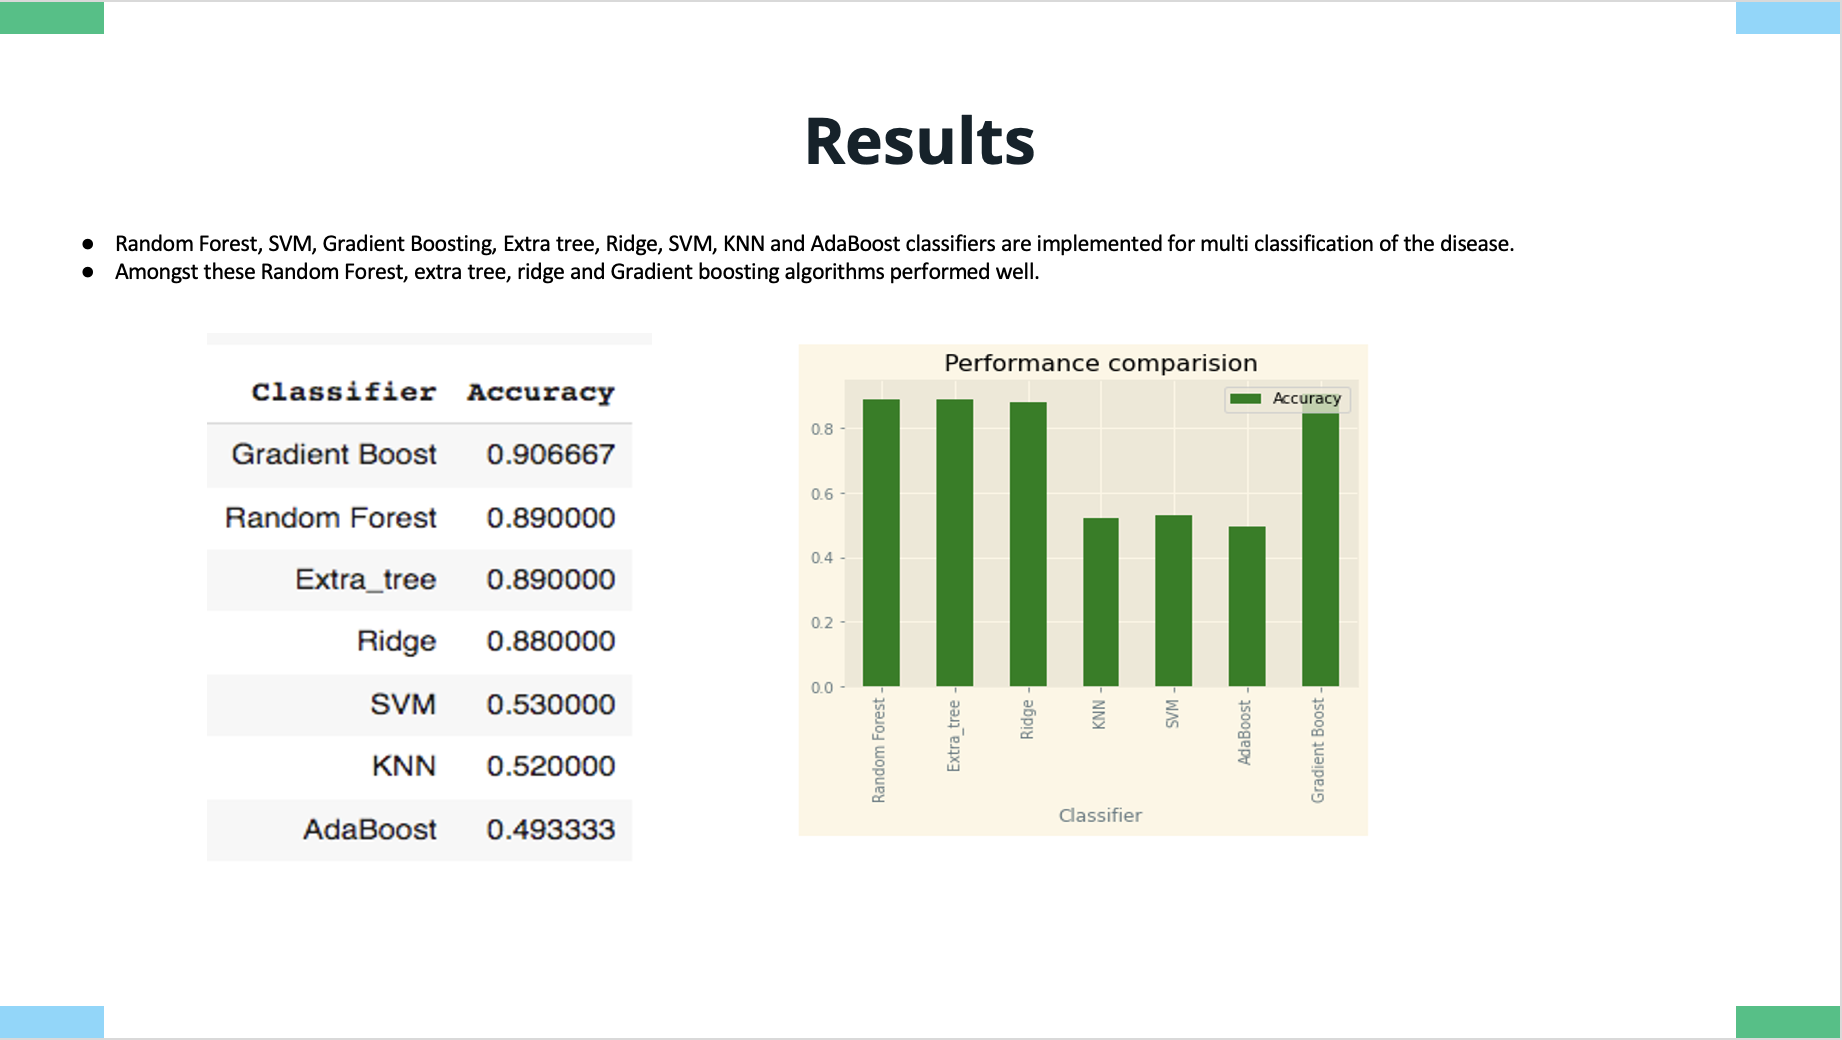 Results
● Random Forest, SVM, Gradient Boosting, Extra tree, Ridge, SVM, KNN and AdaBoost classifiers are implemented for multi classification of the disease.
● Amongst these Random Forest, extra tree, ridge and Gradient boosting algorithms performed well.
Classifier Accuracy
Gradient Boost 0.906667
Random Forest 0.890000
Extra_tree 0.890000
Ridge 0.880000
SVM 0.530000
KNN 0.520000
AdaBoost 0.493333
Performance comparision
Accuracy
0.8
0.6
0.4
0.2
0.0
Random Forest
Extra_tree
Ridge
KNN
SVM
AdaBoost
Gradient Boost
Classifier